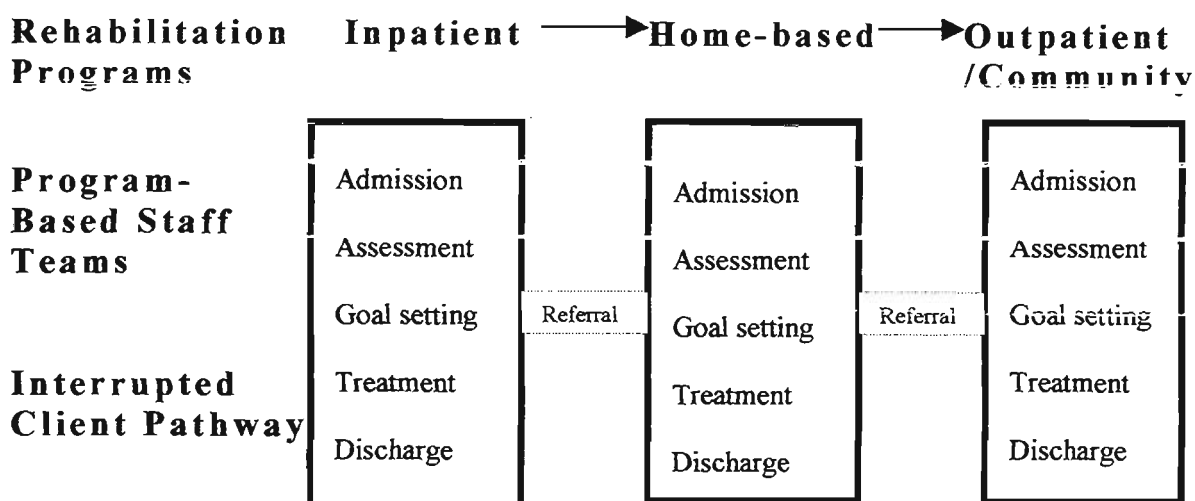 Rehabilitation Inpatient Home-based Outpatient
Programs /Community
Program-
Based Staff
Teams
Interrupted
Client Pathway
Admission
Assessment
Goal setting
Treatment
Discharge
Referral
Admission
Assessment
Goal setting
Treatment
Discharge
Referral
Admission
Assessment
Goal setting
Treatment
Discharge